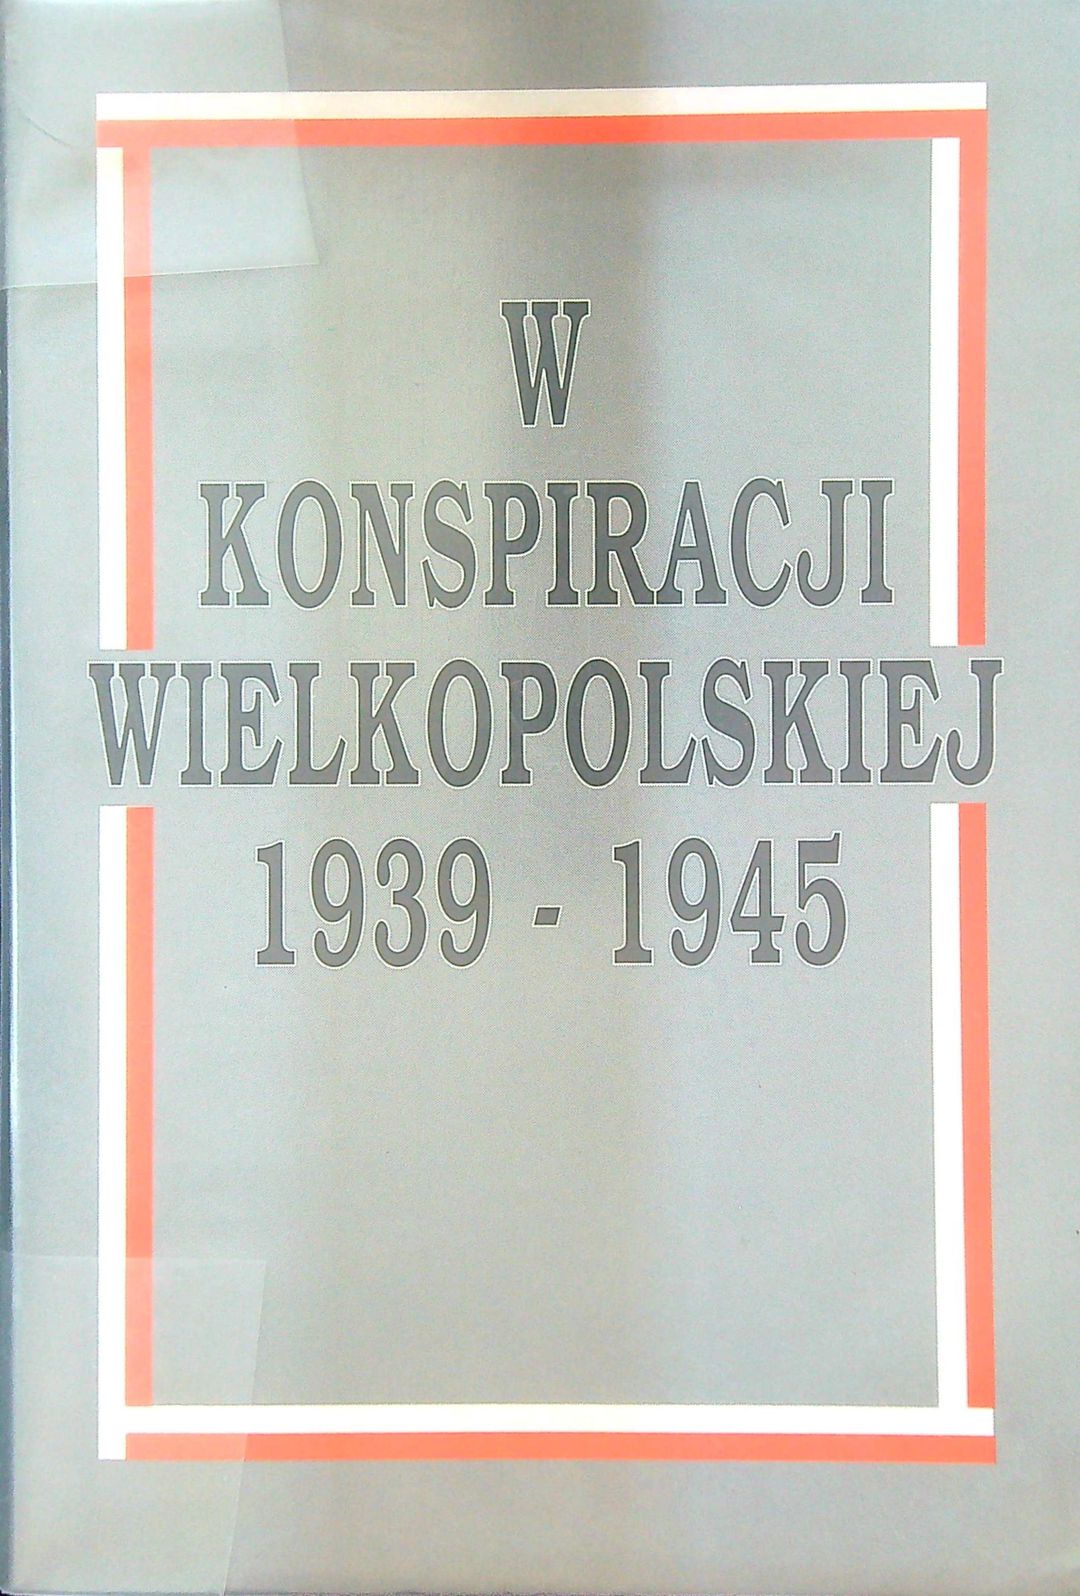 W
KONSPIRACJI
WIELKOPOLSKIEJ
1939 - 1945